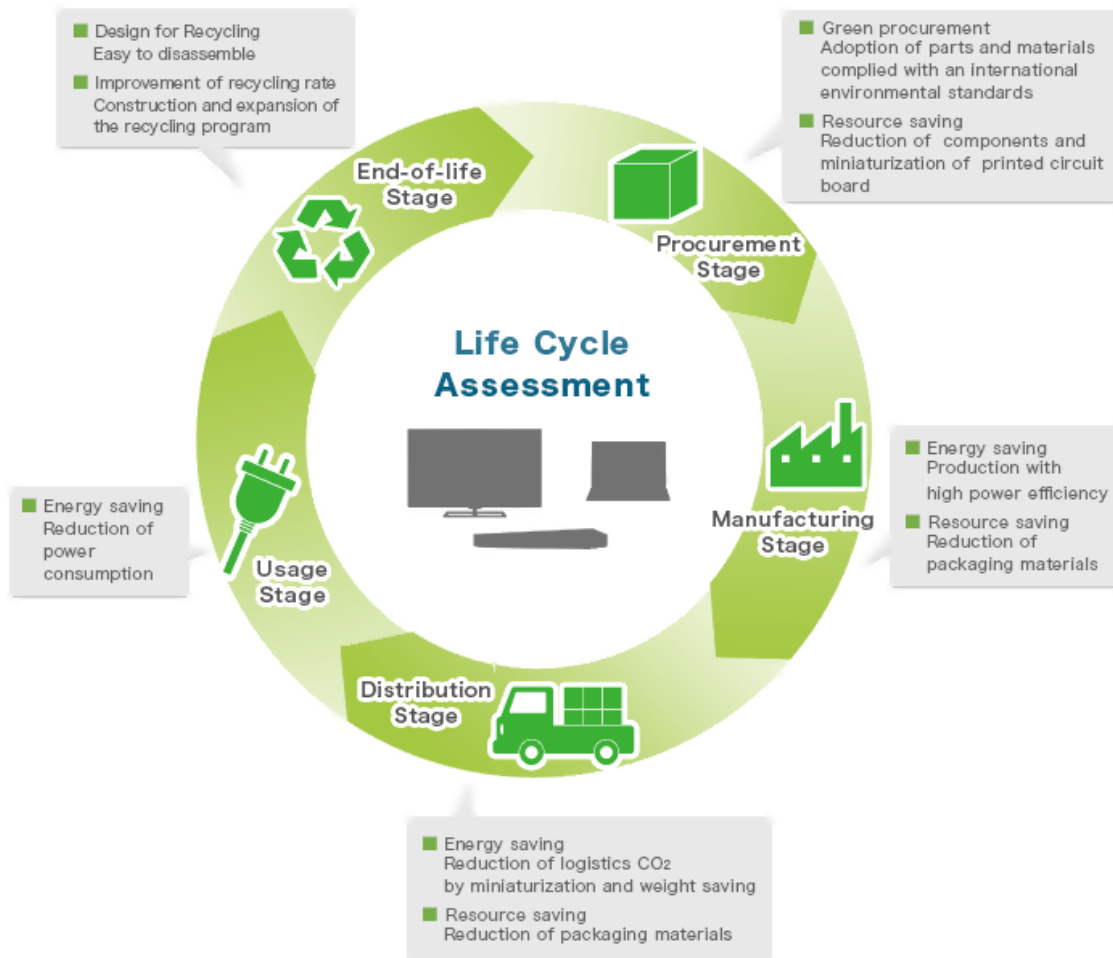 Design for Recycling
Easy to disassemble
Improvement of recycling rate
Construction and expansion of
the recycling program
Green procurement
Adoption of parts and materials
complied with an international
environmental standards
Resource saving
Reduction of components and
miniaturization of printed circuit
board
End-of-life
Stage
Procurement
Stage
Life Cycle
Assessment
Manufacturing
Stage
Energy saving
Production with
high power efficiency
Resource saving
Reduction of
packaging materials
Energy saving
Reduction of
power
consumption
Usage
Stage
Distribution
Stage
Energy saving
Reduction of logistics CO2
by miniaturization and weight saving
Resource saving
Reduction of packaging materials